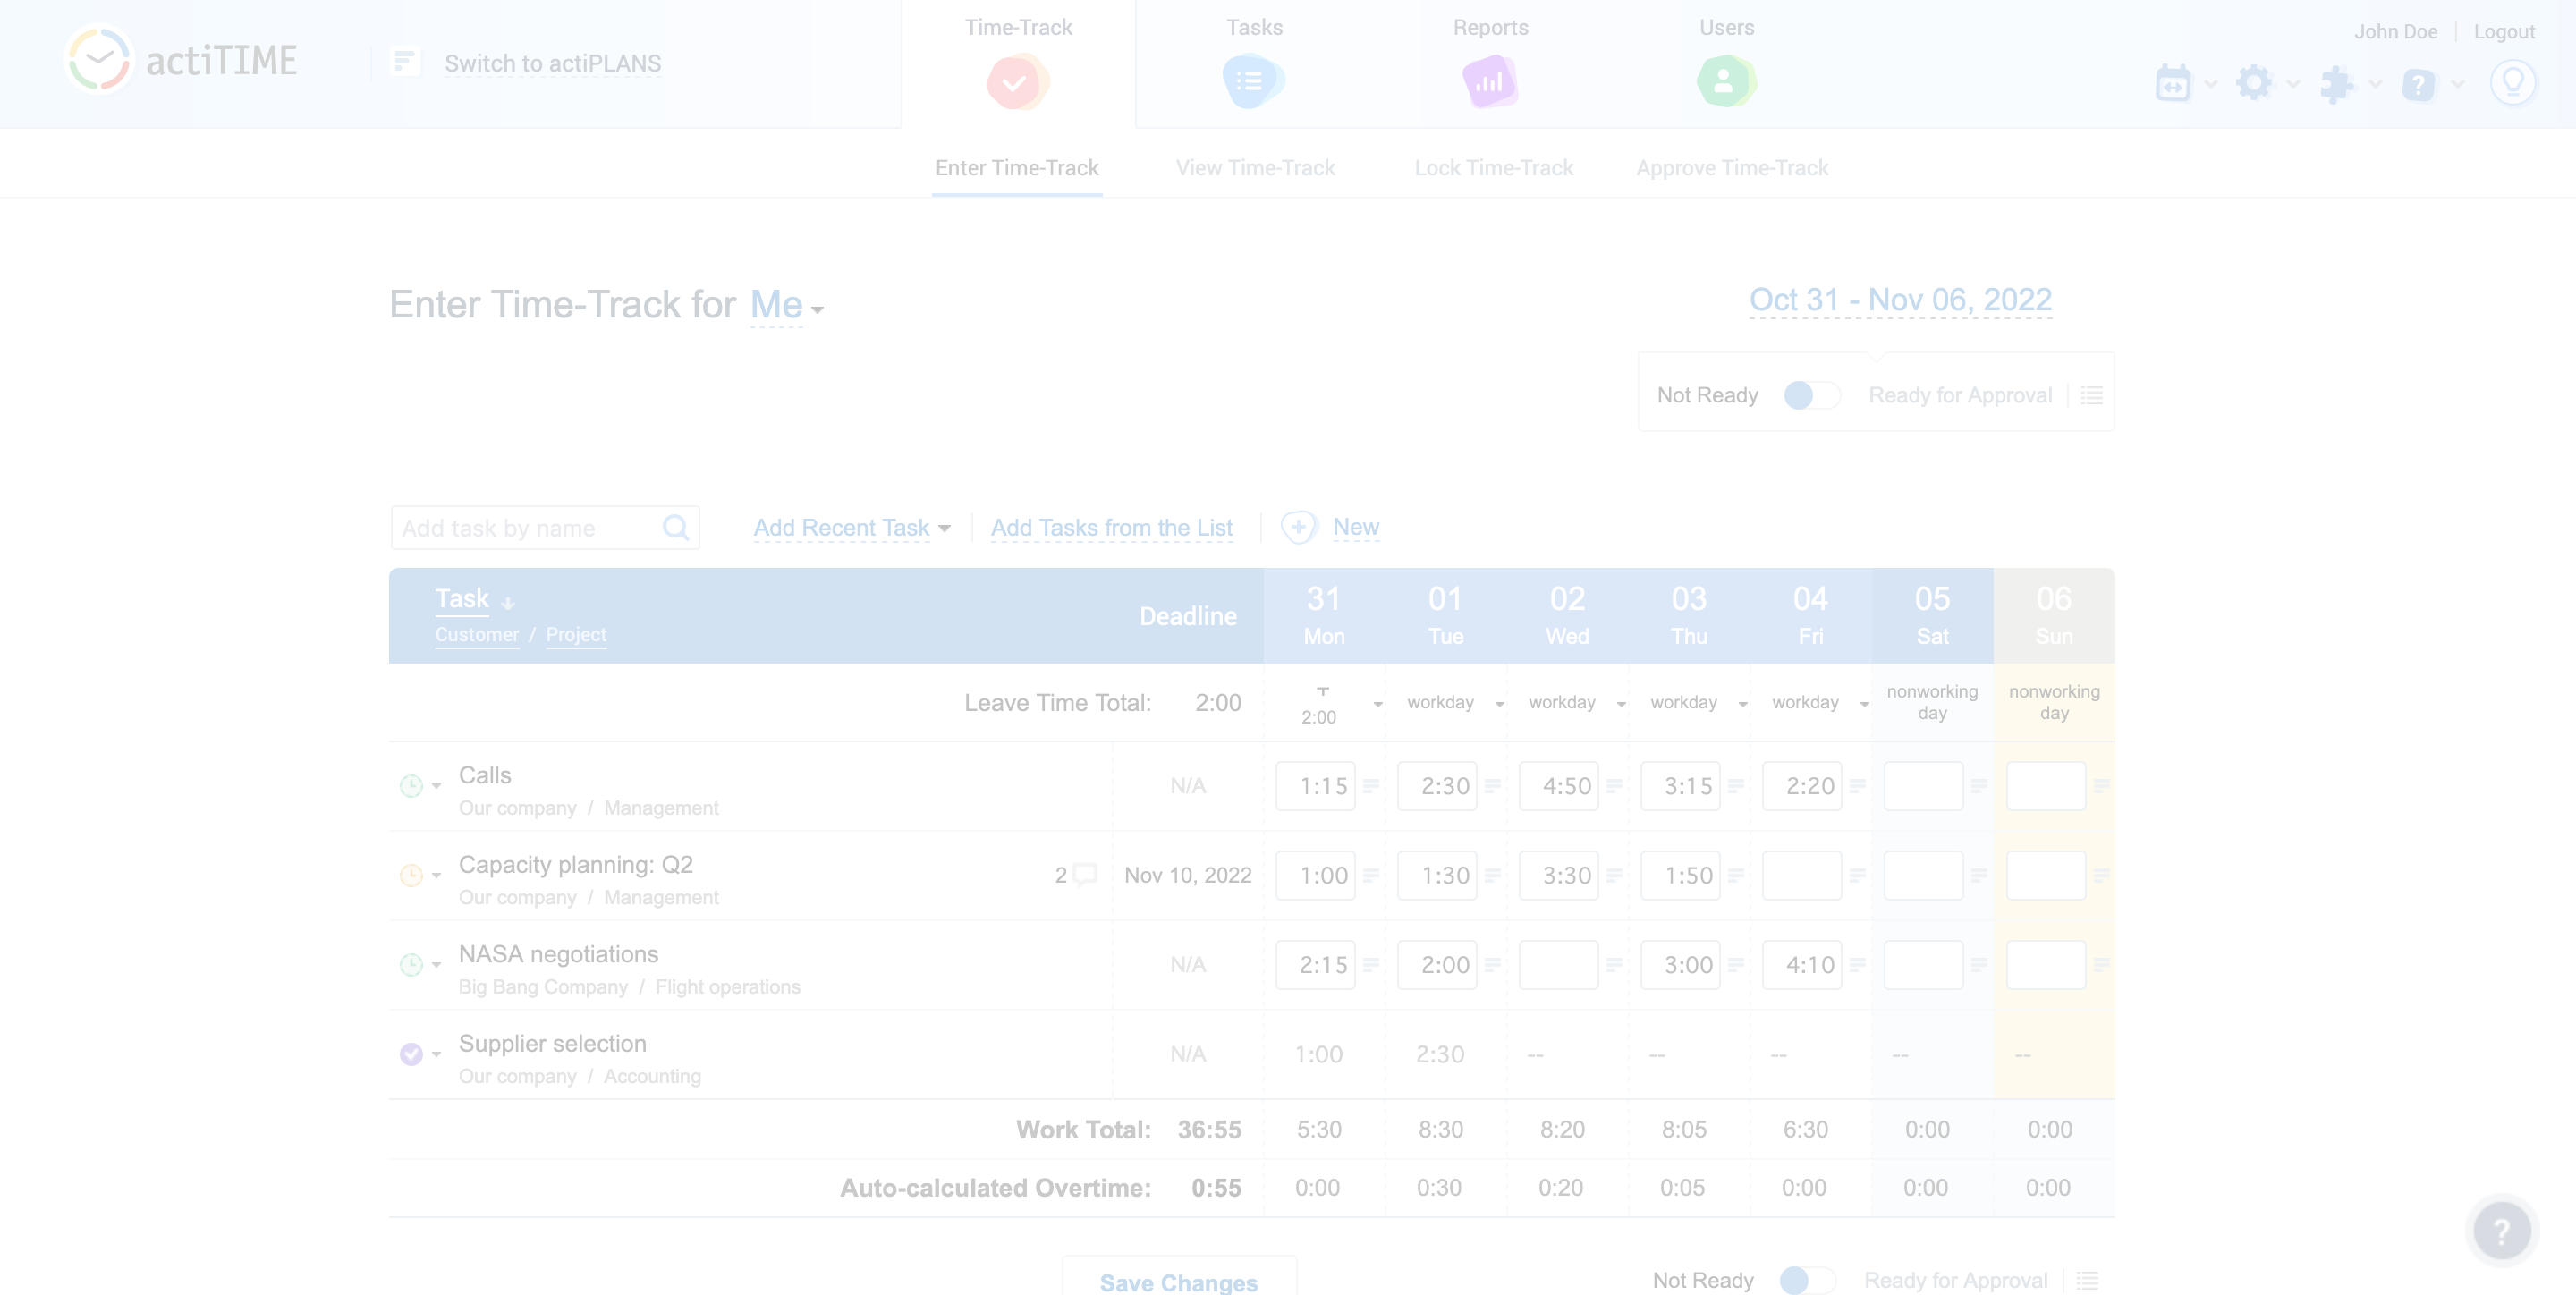 actiTIME
Switch to actiPLANS
Time-Track
Tasks
Reports
Users
John Doe
Logout
Enter Time-Track
View Time-Track
Lock Time-Track
Approve Time-Track
Enter Time-Track for Me
Oct 31 - Nov 06, 2022
Not Ready
Ready for Approval
Add task by name
Add Recent Task
Add Tasks from the List
New
Task
Customer / Project
Deadline
31 Mon
01 Tue
02 Wed
03 Thu
04 Fri
05 Sat
06 Sun
Leave Time Total: 2:00
T 2:00
workday
workday
workday
workday
nonworking day
nonworking day
Calls
Our company / Management
N/A 1:15 2:30 4:50 3:15 2:20
Capacity planning: Q2
Our company / Management
2 Nov 10, 2022 1:00 1:30 3:30 1:50
NASA negotiations
Big Bang Company / Flight operations
N/A 2:15 2:00 3:00 4:10
Supplier selection
Our company / Accounting
N/A 1:00 2:30 -- -- -- -- --
Work Total: 36:55 5:30 8:30 8:20 8:05 6:30 0:00 0:00
Auto-calculated Overtime: 0:55 0:00 0:30 0:20 0:05 0:00 0:00 0:00
Save Changes
Not Ready
Ready for Approval
?